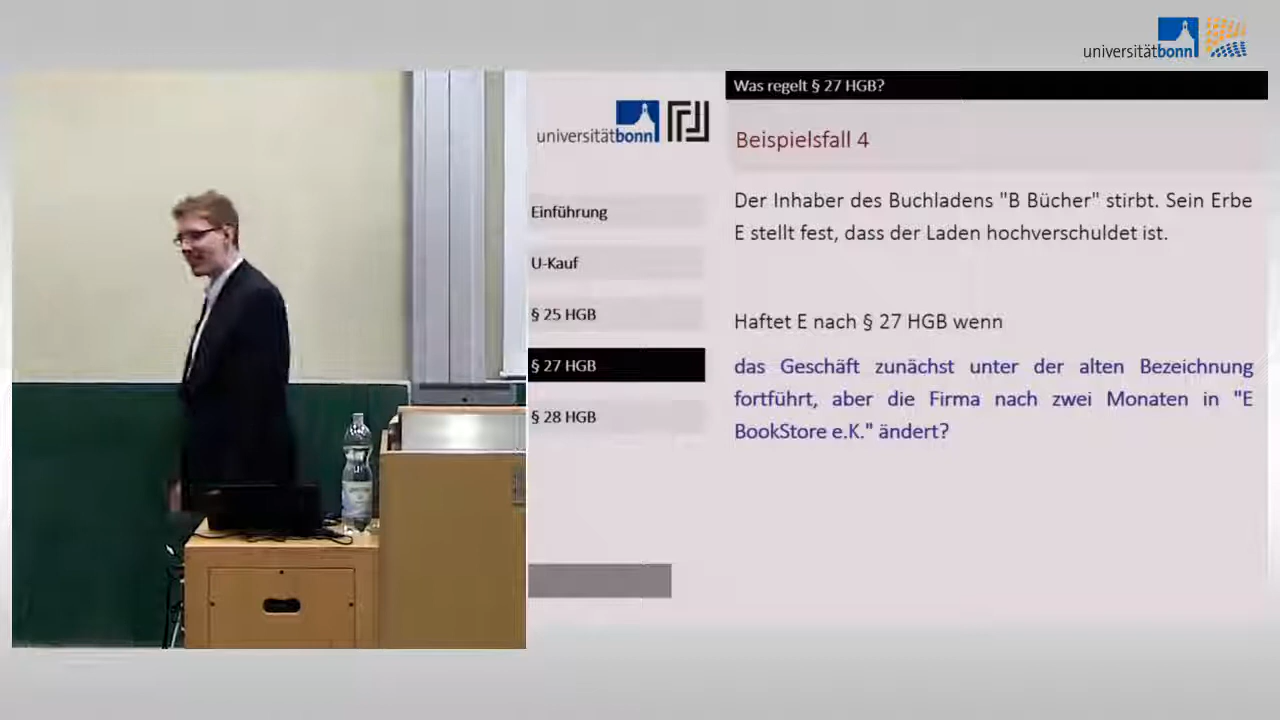 universitätbonn
Was regelt § 27 HGB?
universitätbonn
Beispielsfall 4
Der Inhaber des Buchladens "B Bücher" stirbt. Sein Erbe
E stellt fest, dass der Laden hochverschuldet ist.
Haftet E nach § 27 HGB wenn
das Geschäft zunächst unter der alten Bezeichnung
fortführt, aber die Firma nach zwei Monaten in "E
BookStore e.K." ändert?
Einführung
U-Kauf
§ 25 HGB
§ 27 HGB
§ 28 HGB